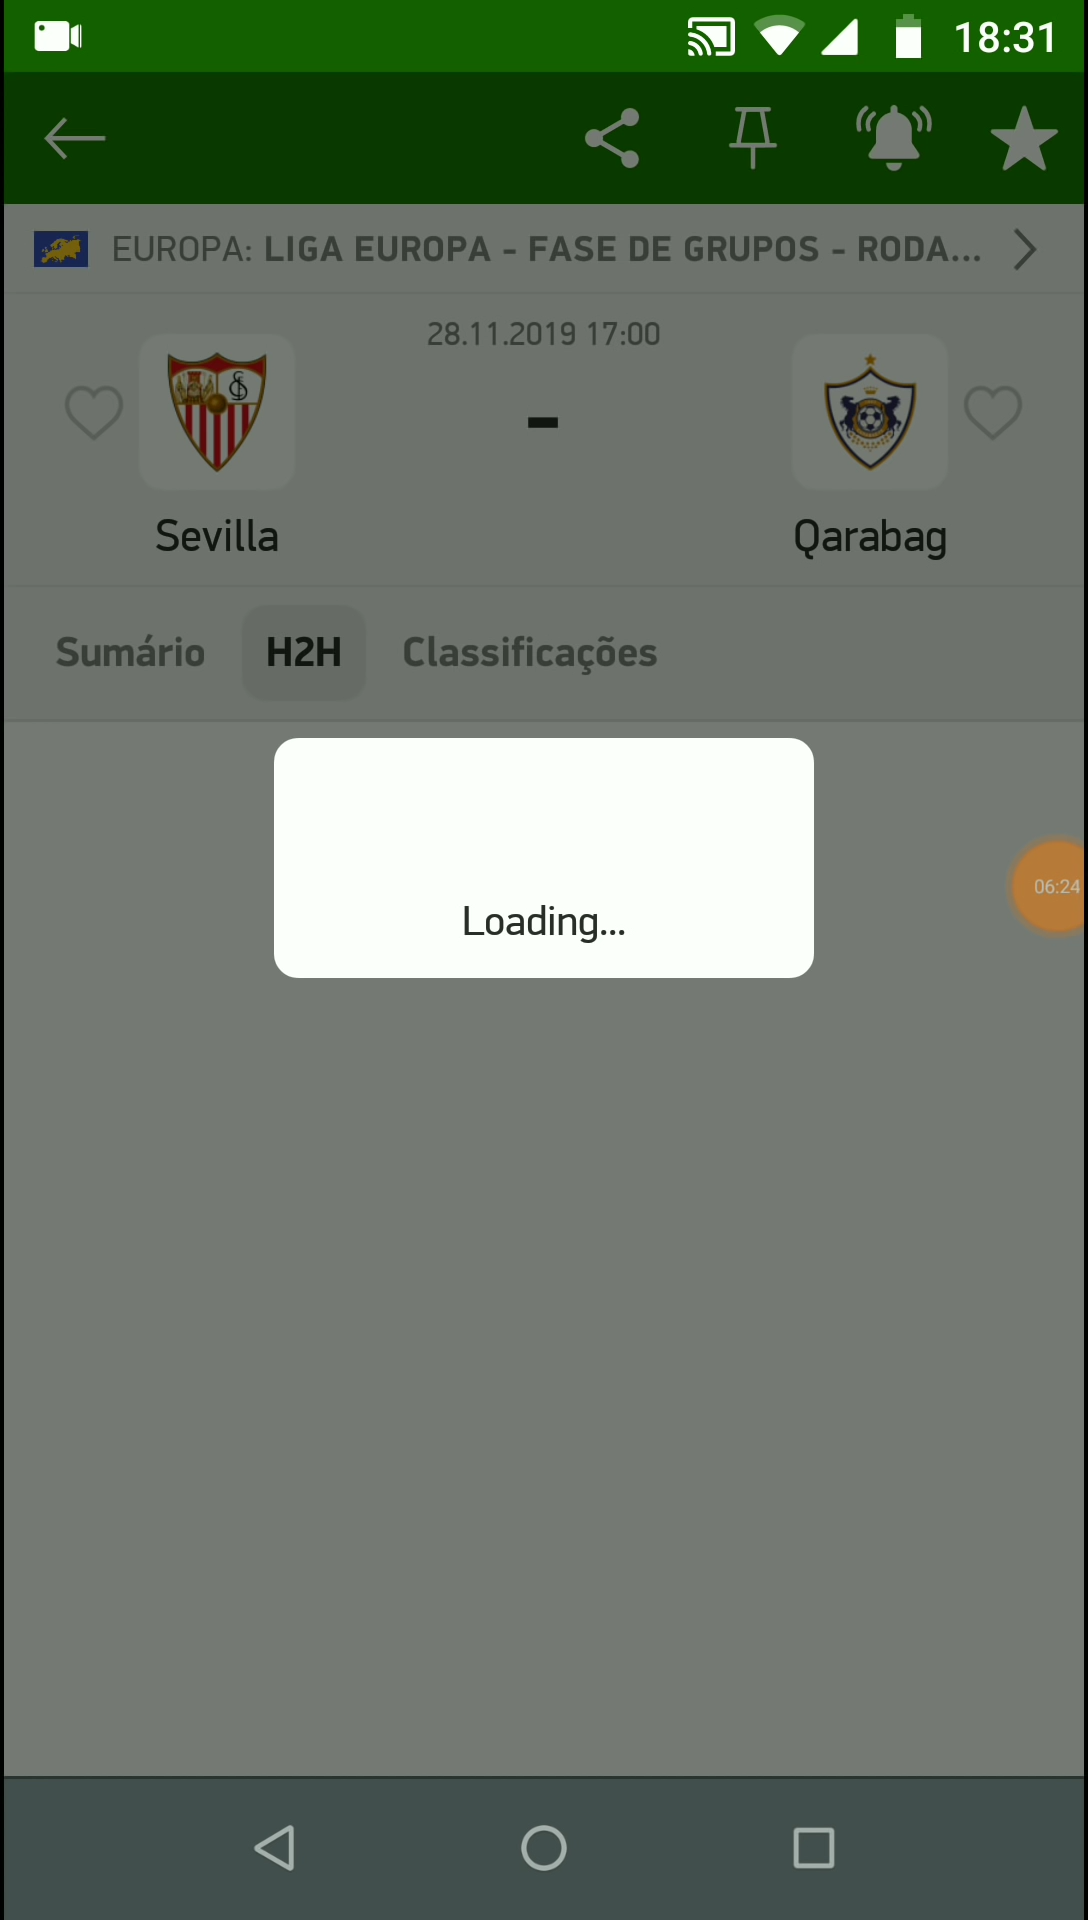 18:31
EUROPA: LIGA EUROPA - FASE DE GRUPOS - RODA...
28.11.2019 17:00
-
Sevilla
Qarabag
Sumário H2H Classificações
06:24
Loading...